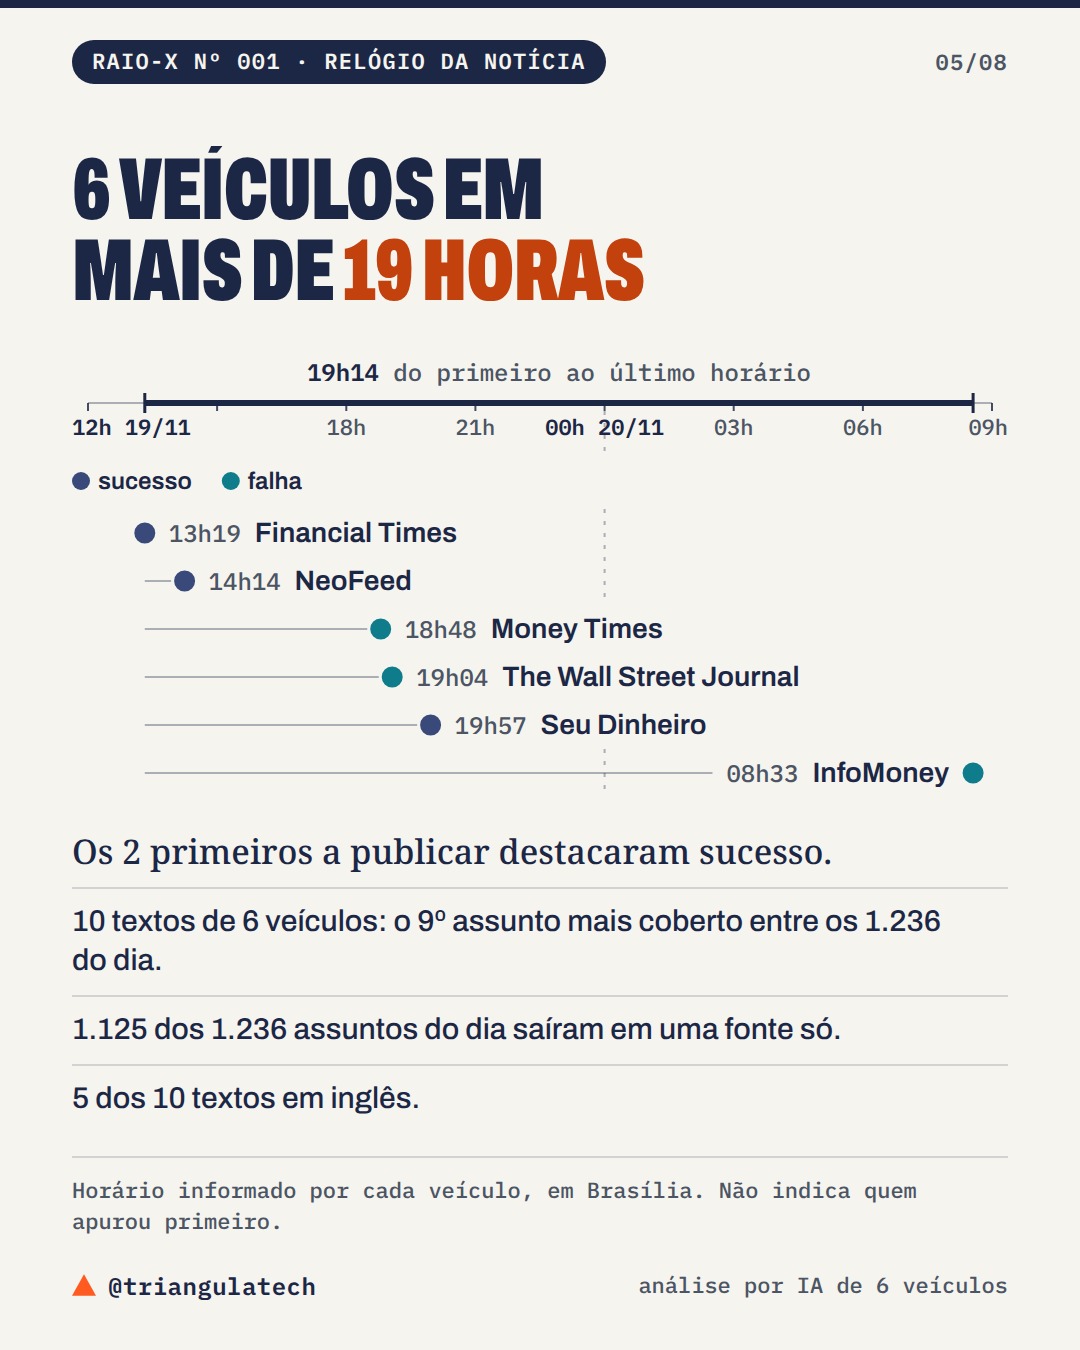 RAIO-X Nº 001 · RELÓGIO DA NOTÍCIA
05/08
6 VEÍCULOS EM
MAIS DE 19 HORAS
19h14 do primeiro ao último horário
12h 19/11 18h 21h 00h 20/11 03h 06h 09h
sucesso falha
13h19 Financial Times
14h14 NeoFeed
18h48 Money Times
19h04 The Wall Street Journal
19h57 Seu Dinheiro
08h33 InfoMoney
Os 2 primeiros a publicar destacaram sucesso.
10 textos de 6 veículos: o 9º assunto mais coberto entre os 1.236
do dia.
1.125 dos 1.236 assuntos do dia saíram em uma fonte só.
5 dos 10 textos em inglês.
Horário informado por cada veículo, em Brasília. Não indica quem
apurou primeiro.
@triangulatech
análise por IA de 6 veículos